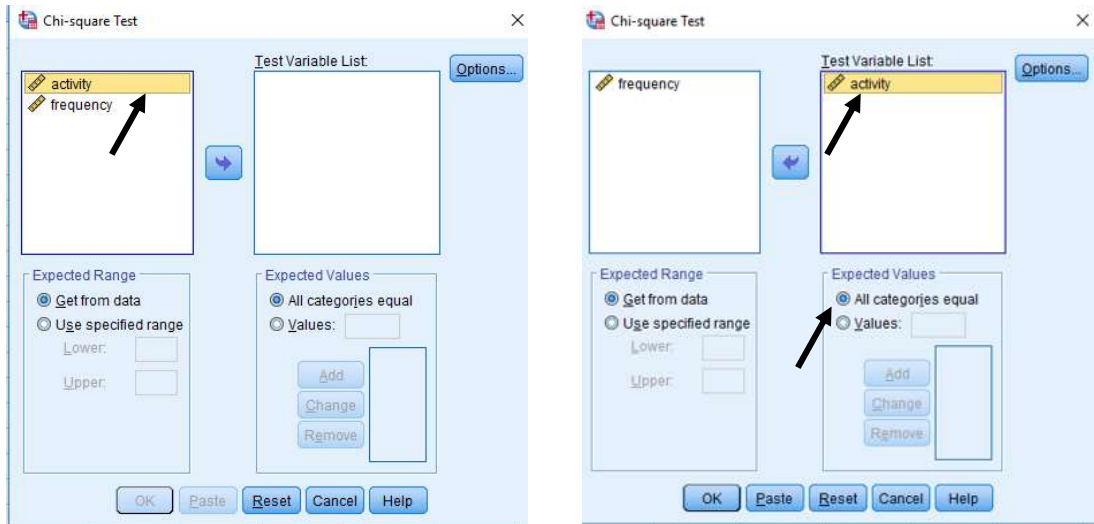 Chi-square Test
Test Variable List:
Options...
activity
frequency
Expected Range
Get from data
Use specified range
Lower:
Upper:
Expected Values
All categories equal
Values:
Add
Change
Remove
OK
Paste
Reset
Cancel
Help
Chi-square Test
Test Variable List:
Options...
frequency
activity
Expected Range
Get from data
Use specified range
Lower:
Upper:
Expected Values
All categories equal
Values:
Add
Change
Remove
OK
Paste
Reset
Cancel
Help